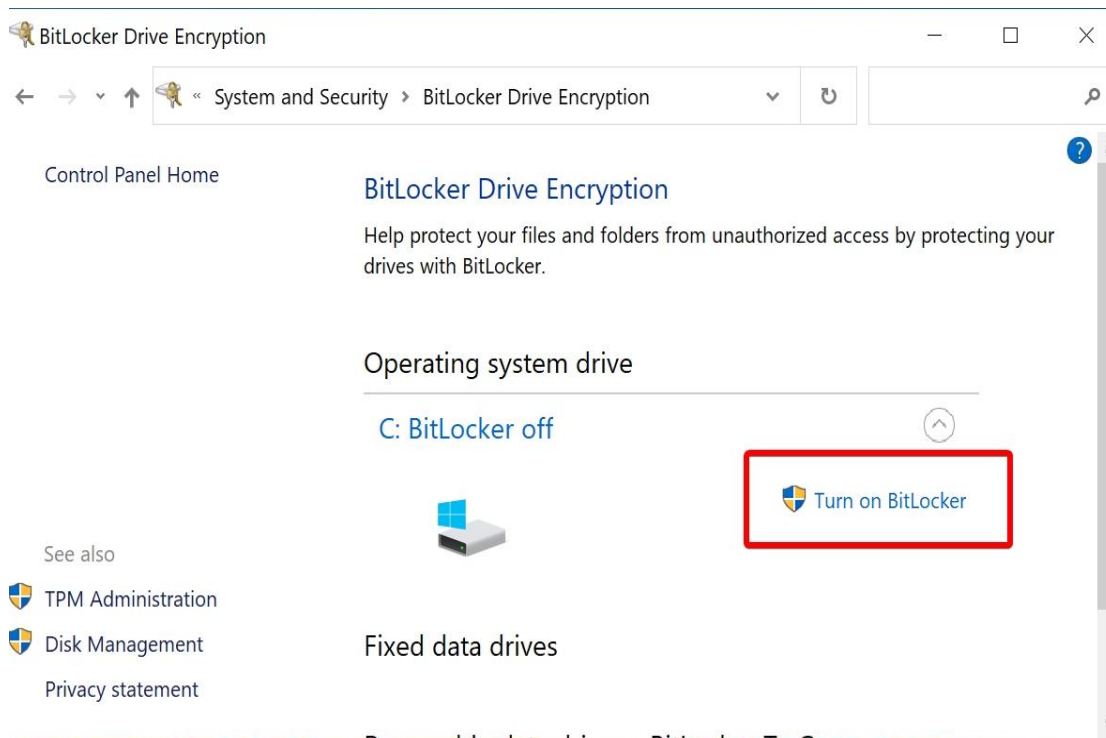 BitLocker Drive Encryption
« System and Security > BitLocker Drive Encryption
Control Panel Home
BitLocker Drive Encryption
Help protect your files and folders from unauthorized access by protecting your
drives with BitLocker.
Operating system drive
C: BitLocker off
Turn on BitLocker
See also
TPM Administration
Disk Management
Privacy statement
Fixed data drives